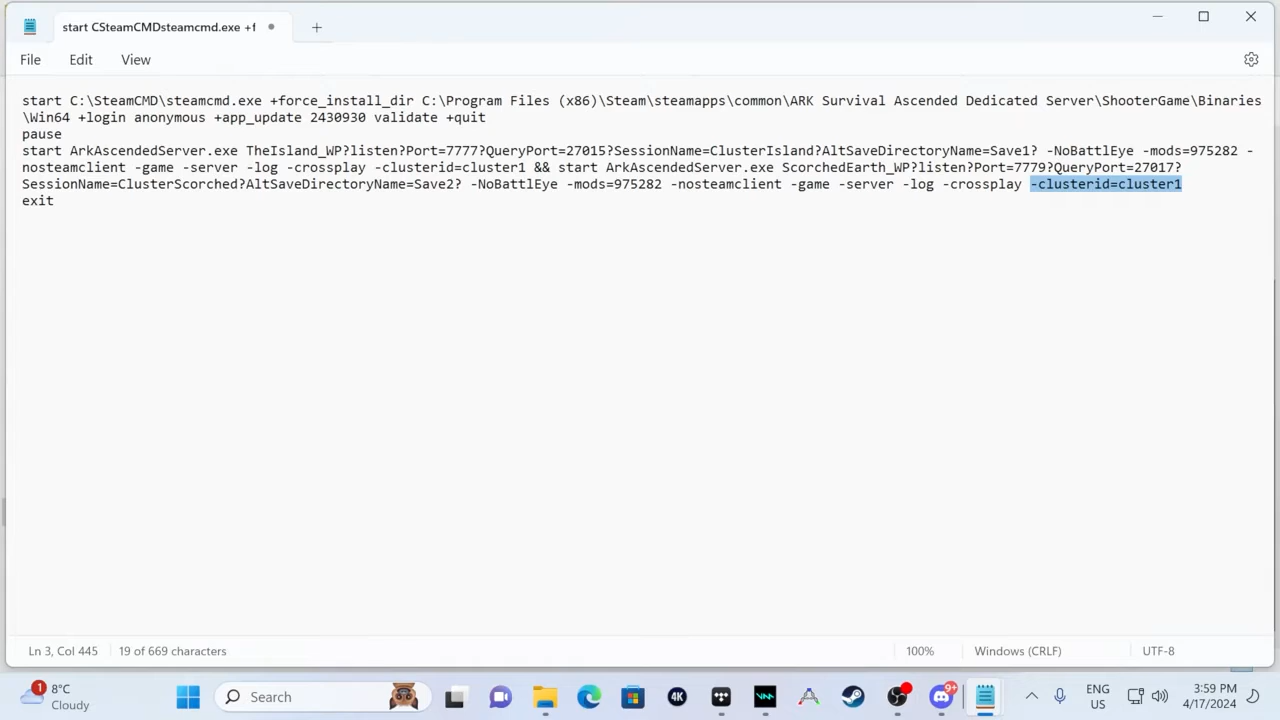 start CSteamCMDsteamcmd.exe +f
File Edit View
start C:\SteamCMD\steamcmd.exe +force_install_dir C:\Program Files (x86)\Steam\steamapps\common\ARK Survival Ascended Dedicated Server\ShooterGame\Binaries
\Win64 +login anonymous +app_update 2430930 validate +quit
pause
start ArkAscendedServer.exe TheIsland_WP?listen?Port=7777?QueryPort=27015?SessionName=ClusterIsland?AltSaveDirectoryName=Save1? -NoBattlEye -mods=975282 -
nosteamclient -game -server -log -crossplay -clusterid=cluster1 && start ArkAscendedServer.exe ScorchedEarth_WP?listen?Port=7779?QueryPort=27017?
SessionName=ClusterScorched?AltSaveDirectoryName=Save2? -NoBattlEye -mods=975282 -nosteamclient -game -server -log -crossplay -clusterid=cluster1
exit
Ln 3, Col 445 19 of 669 characters 100% Windows (CRLF) UTF-8
1 8°C Search 4K 9+ ENG 3:59 PM
Cloudy US 4/17/2024